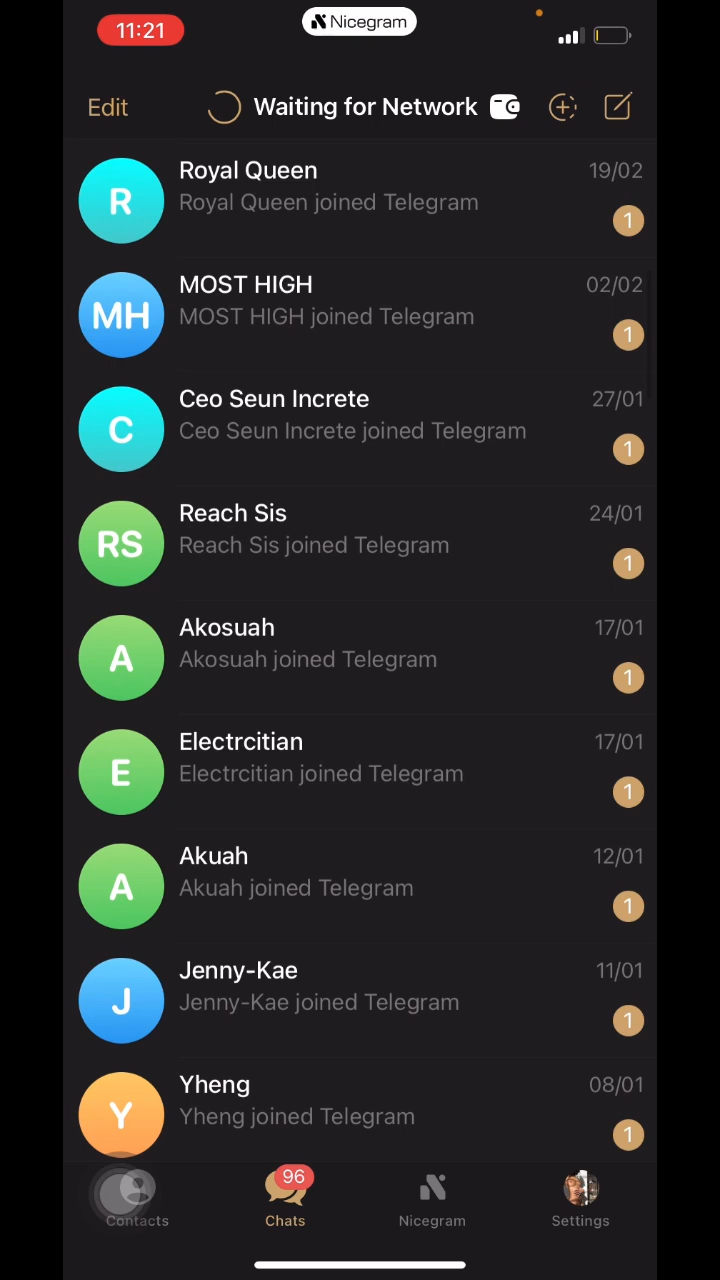 11:21
Nicegram
Edit
Waiting for Network
R
Royal Queen
19/02
Royal Queen joined Telegram
1
MH
MOST HIGH
02/02
MOST HIGH joined Telegram
1
C
Ceo Seun Increte
27/01
Ceo Seun Increte joined Telegram
1
RS
Reach Sis
24/01
Reach Sis joined Telegram
1
A
Akosuah
17/01
Akosuah joined Telegram
1
E
Electrcitian
17/01
Electrcitian joined Telegram
1
A
Akuah
12/01
Akuah joined Telegram
1
J
Jenny-Kae
11/01
Jenny-Kae joined Telegram
1
Y
Yheng
08/01
Yheng joined Telegram
1
96
Contacts
Chats
Nicegram
Settings